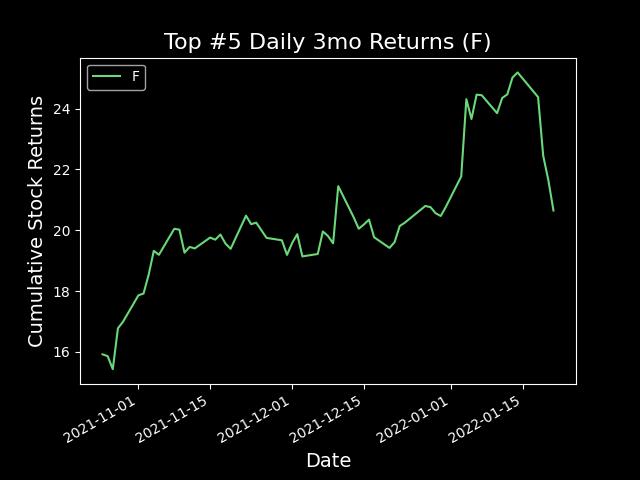 Top #5 Daily 3mo Returns (F)
F
Cumulative Stock Returns
24
22
20
18
16
2021-11-01
2021-11-15
2021-12-01
2021-12-15
2022-01-01
2022-01-15
Date